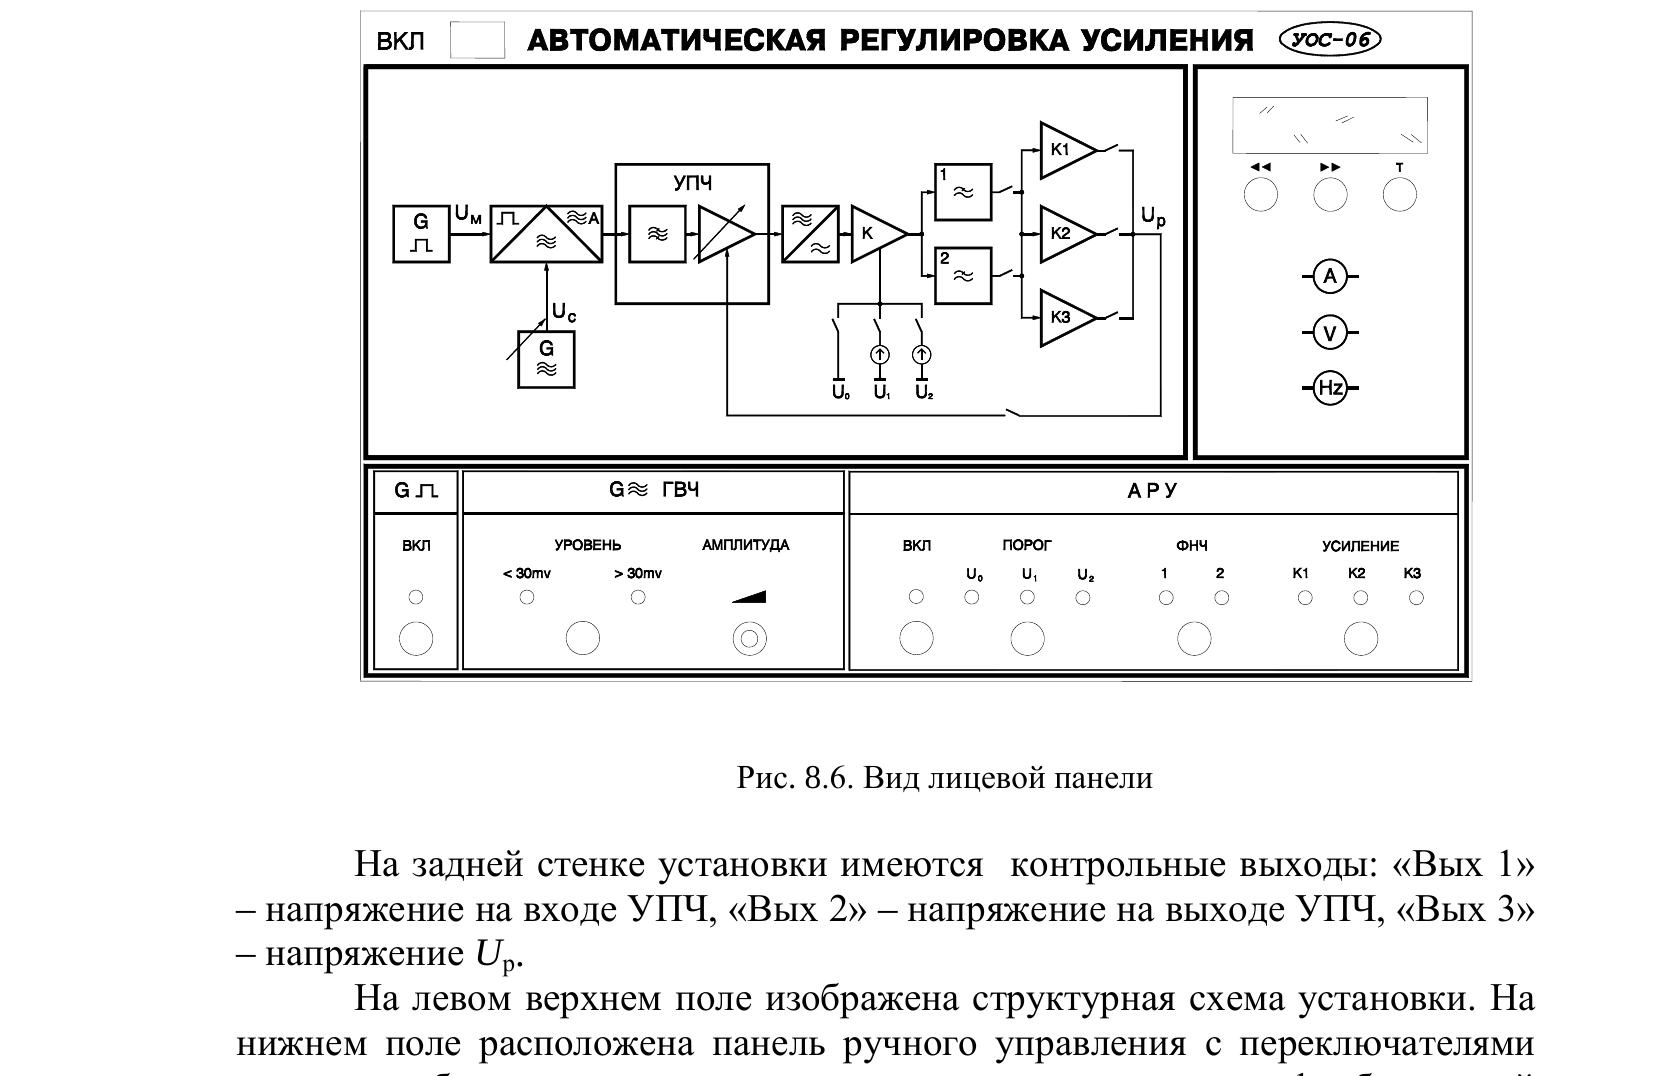 ВКЛ АВТОМАТИЧЕСКАЯ РЕГУЛИРОВКА УСИЛЕНИЯ УОС-06
УПЧ
G
Uм
A
K
1
2
K1
K2
K3
Uр
Uс
G
U₀ U₁ U₂
◄◄ ►► T
A
V
Hz
G
G≈ ГВЧ
АРУ
ВКЛ УРОВЕНЬ АМПЛИТУДА ВКЛ ПОРОГ ФНЧ УСИЛЕНИЕ
< 30mv > 30mv U₀ U₁ U₂ 1 2 K1 K2 K3
Рис. 8.6. Вид лицевой панели
На задней стенке установки имеются контрольные выходы: «Вых 1»
– напряжение на входе УПЧ, «Вых 2» – напряжение на выходе УПЧ, «Вых 3»
– напряжение Uр.
На левом верхнем поле изображена структурная схема установки. На
нижнем поле расположена панель ручного управления с переключателями